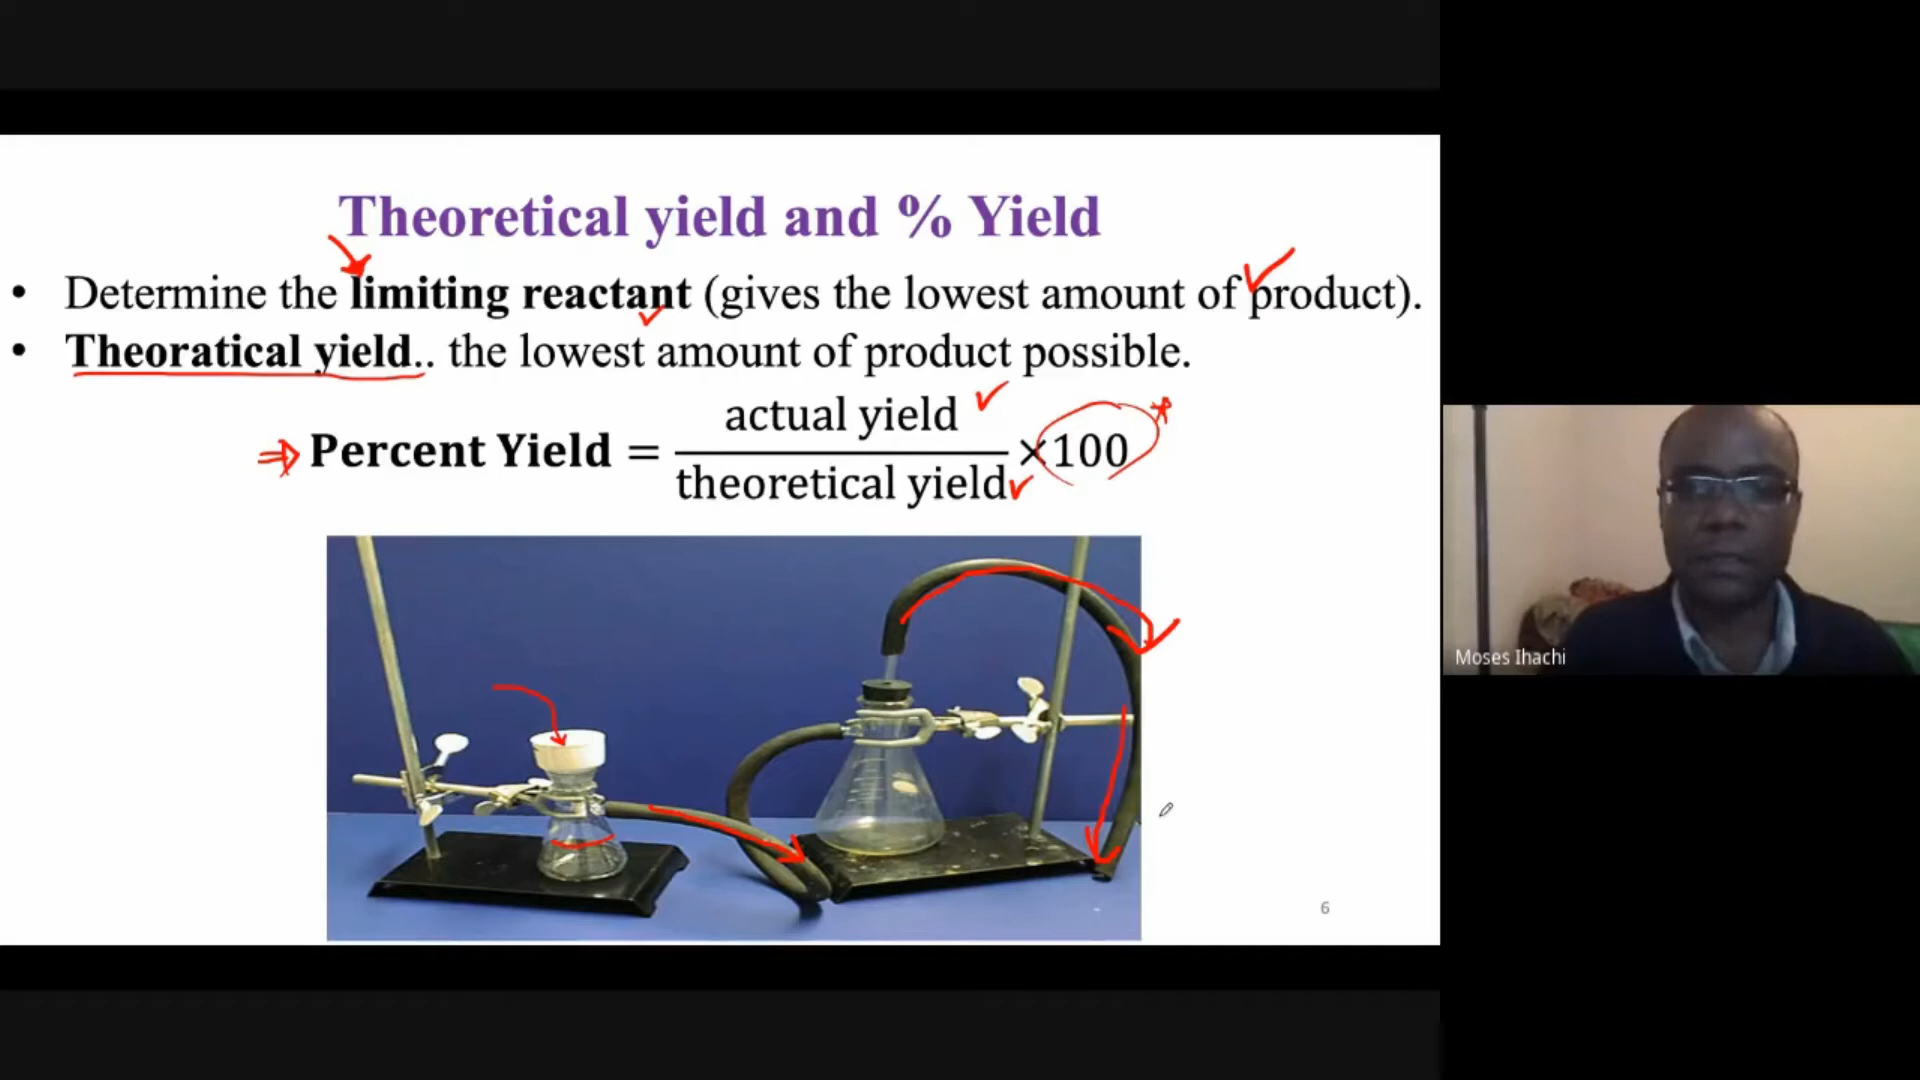 Theoretical yield and % Yield
• Determine the limiting reactant (gives the lowest amount of product).
• Theoratical yield.. the lowest amount of product possible.
Percent Yield = actual yield / theoretical yield ×100
6
Moses Ihachi